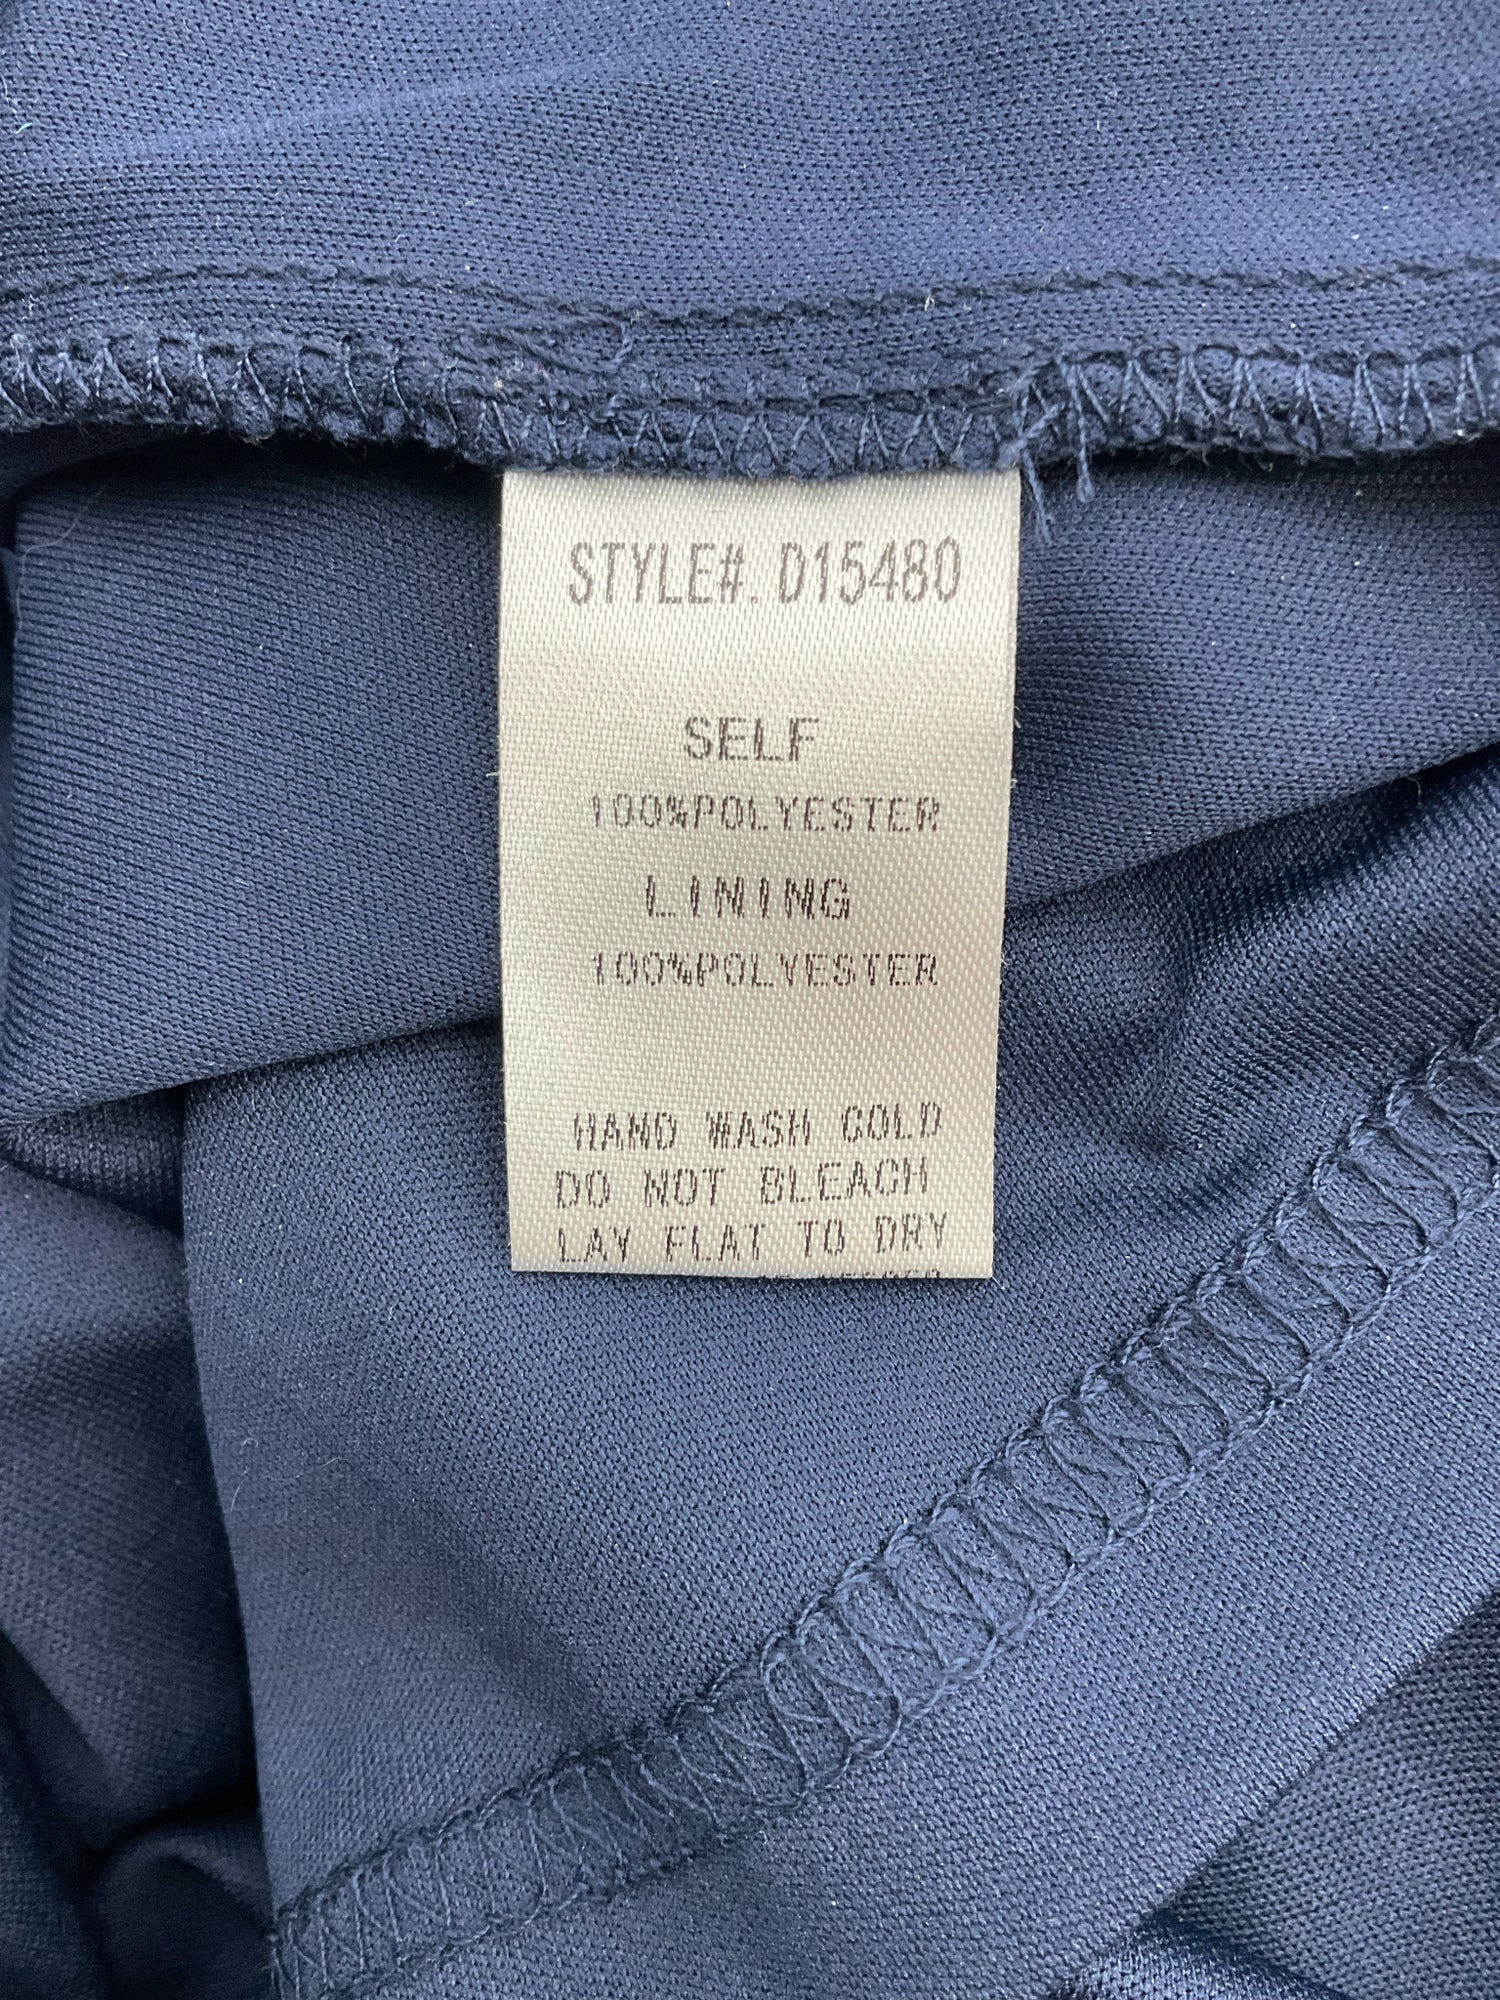 STYLE#. D15480
SELF
100%POLYESTER
LINING
100%POLYESTER
HAND WASH COLD
DO NOT BLEACH
LAY FLAT TO DRY